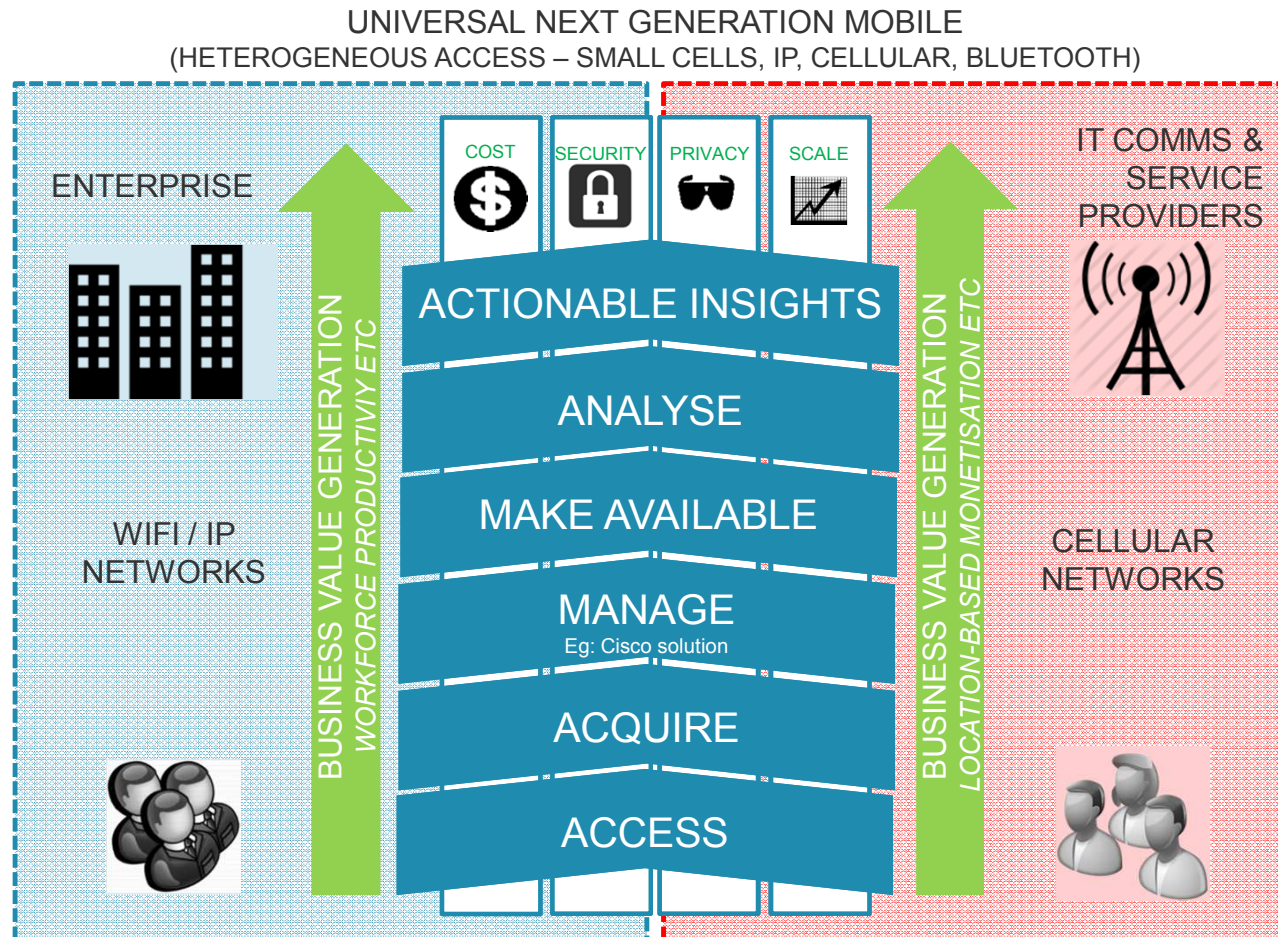 UNIVERSAL NEXT GENERATION MOBILE
(HETEROGENEOUS ACCESS – SMALL CELLS, IP, CELLULAR, BLUETOOTH)
ENTERPRISE
WIFI / IP
NETWORKS
BUSINESS VALUE GENERATION
WORKFORCE PRODUCTIVIY ETC
COST
SECURITY
PRIVACY
SCALE
ACTIONABLE INSIGHTS
ANALYSE
MAKE AVAILABLE
MANAGE
Eg: Cisco solution
ACQUIRE
ACCESS
BUSINESS VALUE GENERATION
LOCATION-BASED MONETISATION ETC
IT COMMS &
SERVICE
PROVIDERS
CELLULAR
NETWORKS